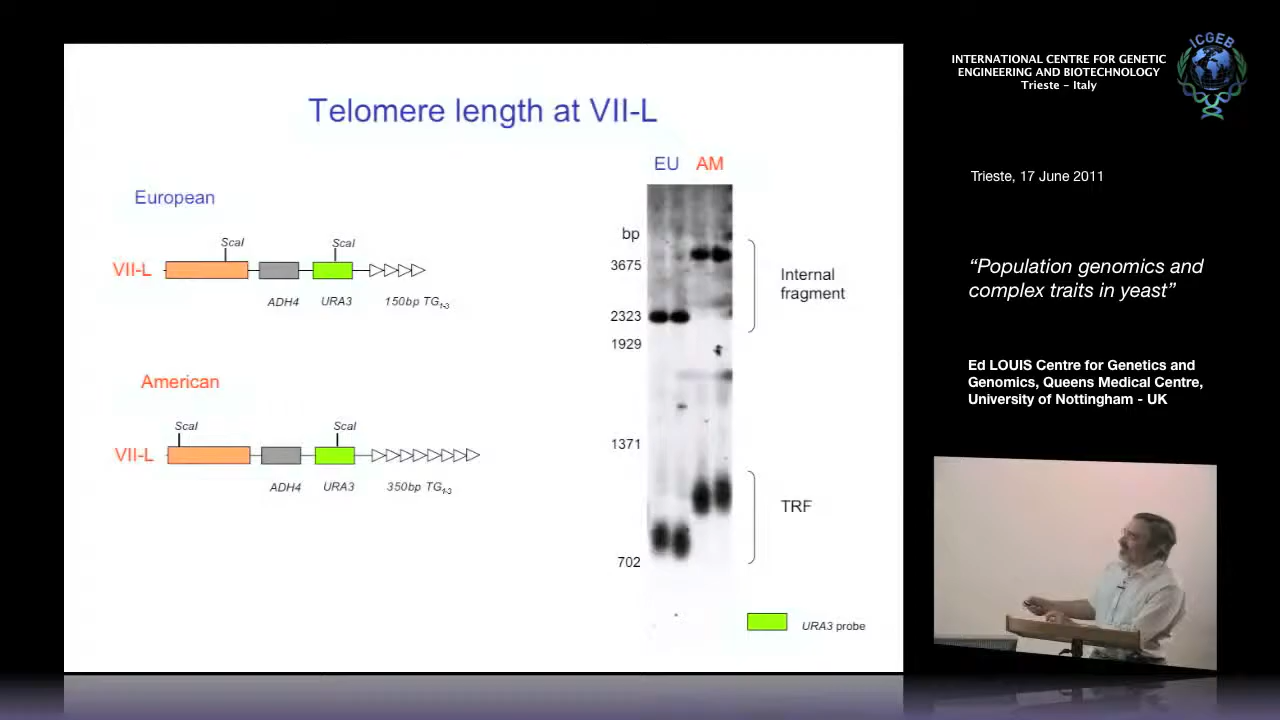 Telomere length at VII-L
European
ScaI
ScaI
VII-L
ADH4
URA3
150bp TG1-3
American
ScaI
ScaI
VII-L
ADH4
URA3
350bp TG1-3
EU
AM
bp
3675
2323
1929
1371
702
Internal
fragment
TRF
URA3 probe
INTERNATIONAL CENTRE FOR GENETIC
ENGINEERING AND BIOTECHNOLOGY
Trieste - Italy
ICGEB
Trieste, 17 June 2011
“Population genomics and
complex traits in yeast”
Ed LOUIS Centre for Genetics and
Genomics, Queens Medical Centre,
University of Nottingham - UK